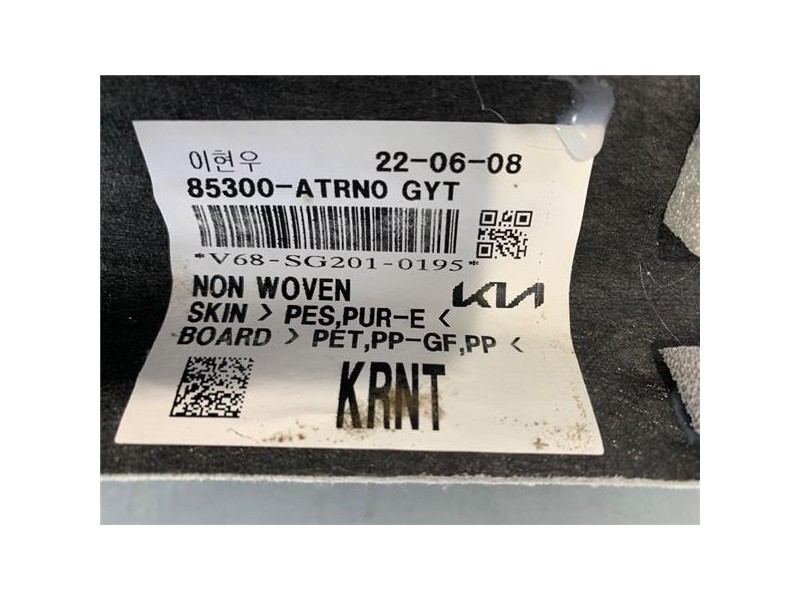 이현우 22-06-08
85300-ATRN0 GYT
*V68-SG201-0195*
NON WOVEN KIA
SKIN > PES,PUR-E <
BOARD > PET,PP-GF,PP <
KRNT